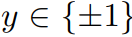 y ∈ {±1}